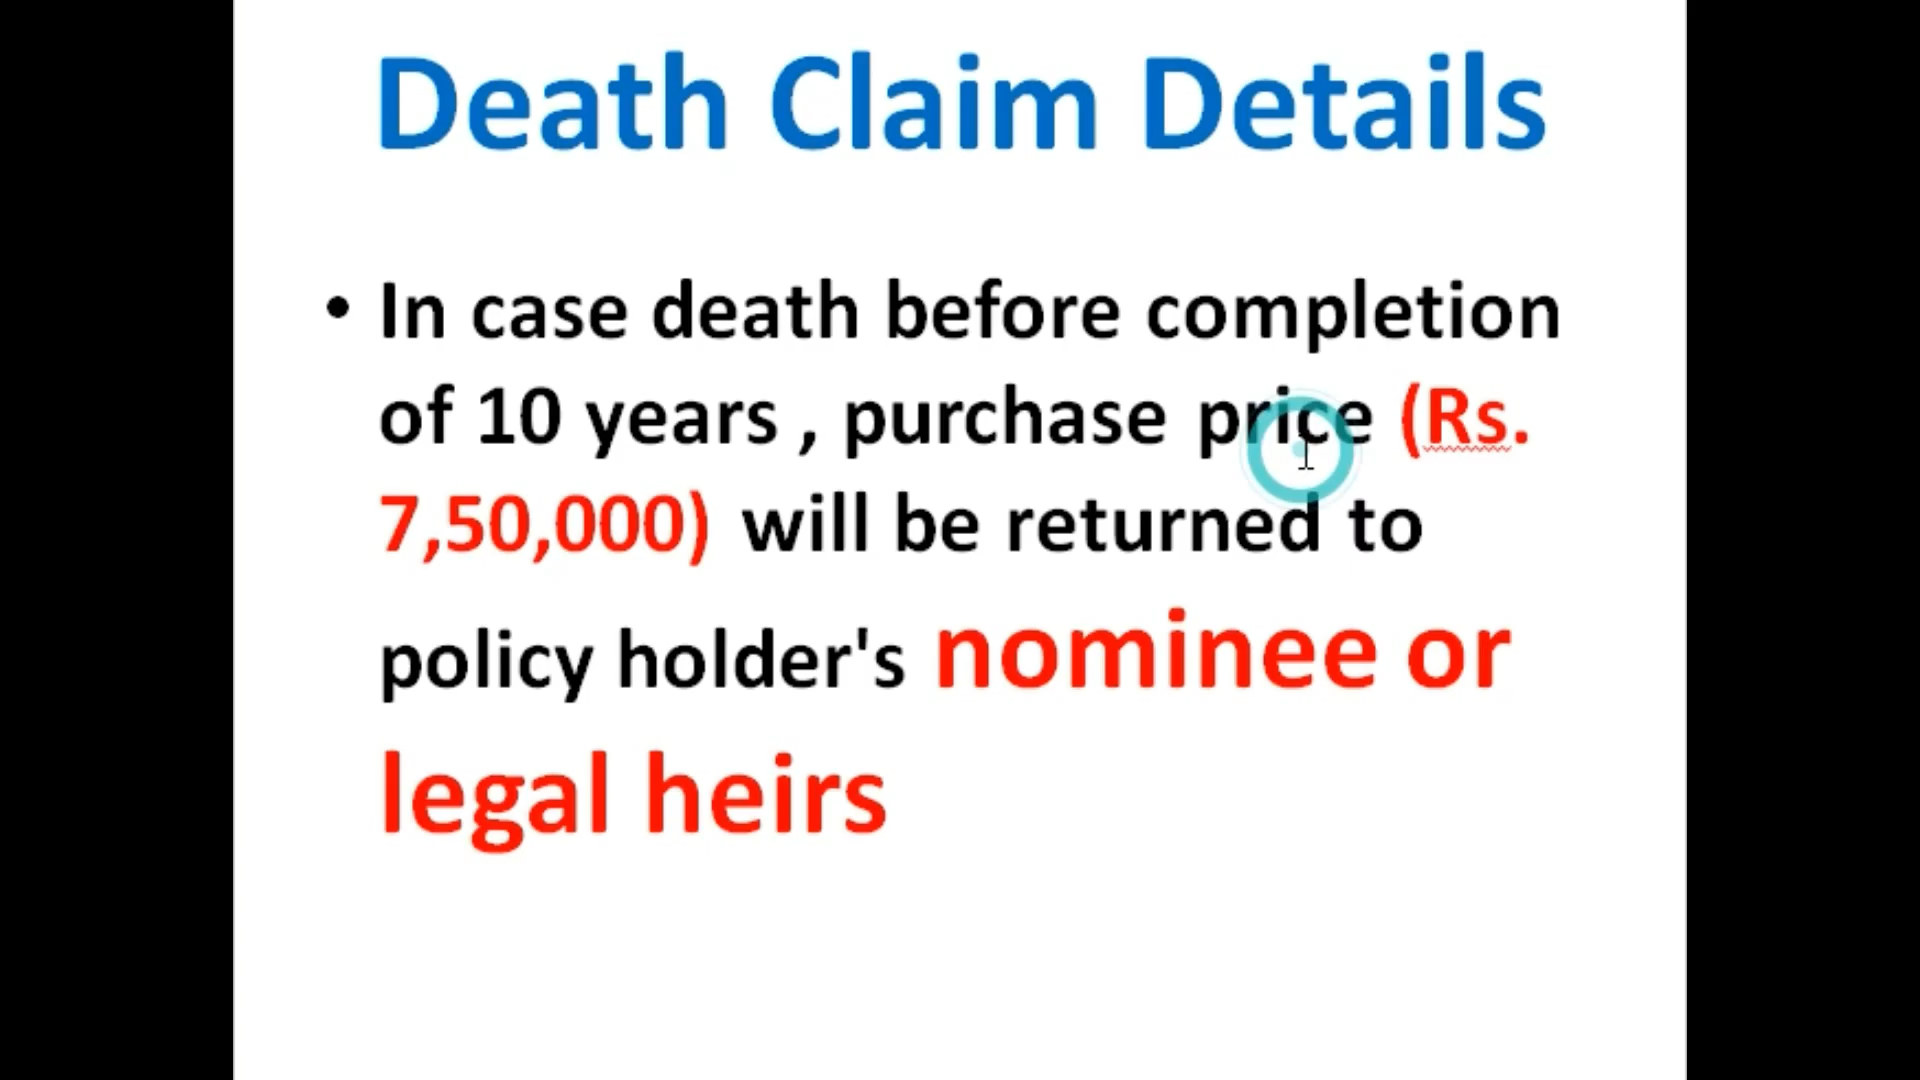 Death Claim Details
• In case death before completion
of 10 years , purchase price (Rs.
7,50,000) will be returned to
policy holder's nominee or
legal heirs